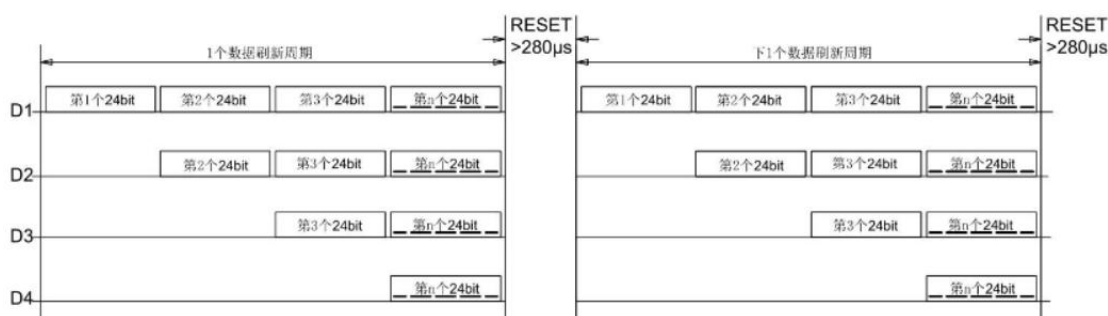 RESET
>280μs
RESET
>280μs
1个数据刷新周期
下1个数据刷新周期
D1
第1个24bit
第2个24bit
第3个24bit
第n个24bit
第1个24bit
第2个24bit
第3个24bit
第n个24bit
D2
第2个24bit
第3个24bit
第n个24bit
第2个24bit
第3个24bit
第n个24bit
D3
第3个24bit
第n个24bit
第3个24bit
第n个24bit
D4
第n个24bit
第n个24bit